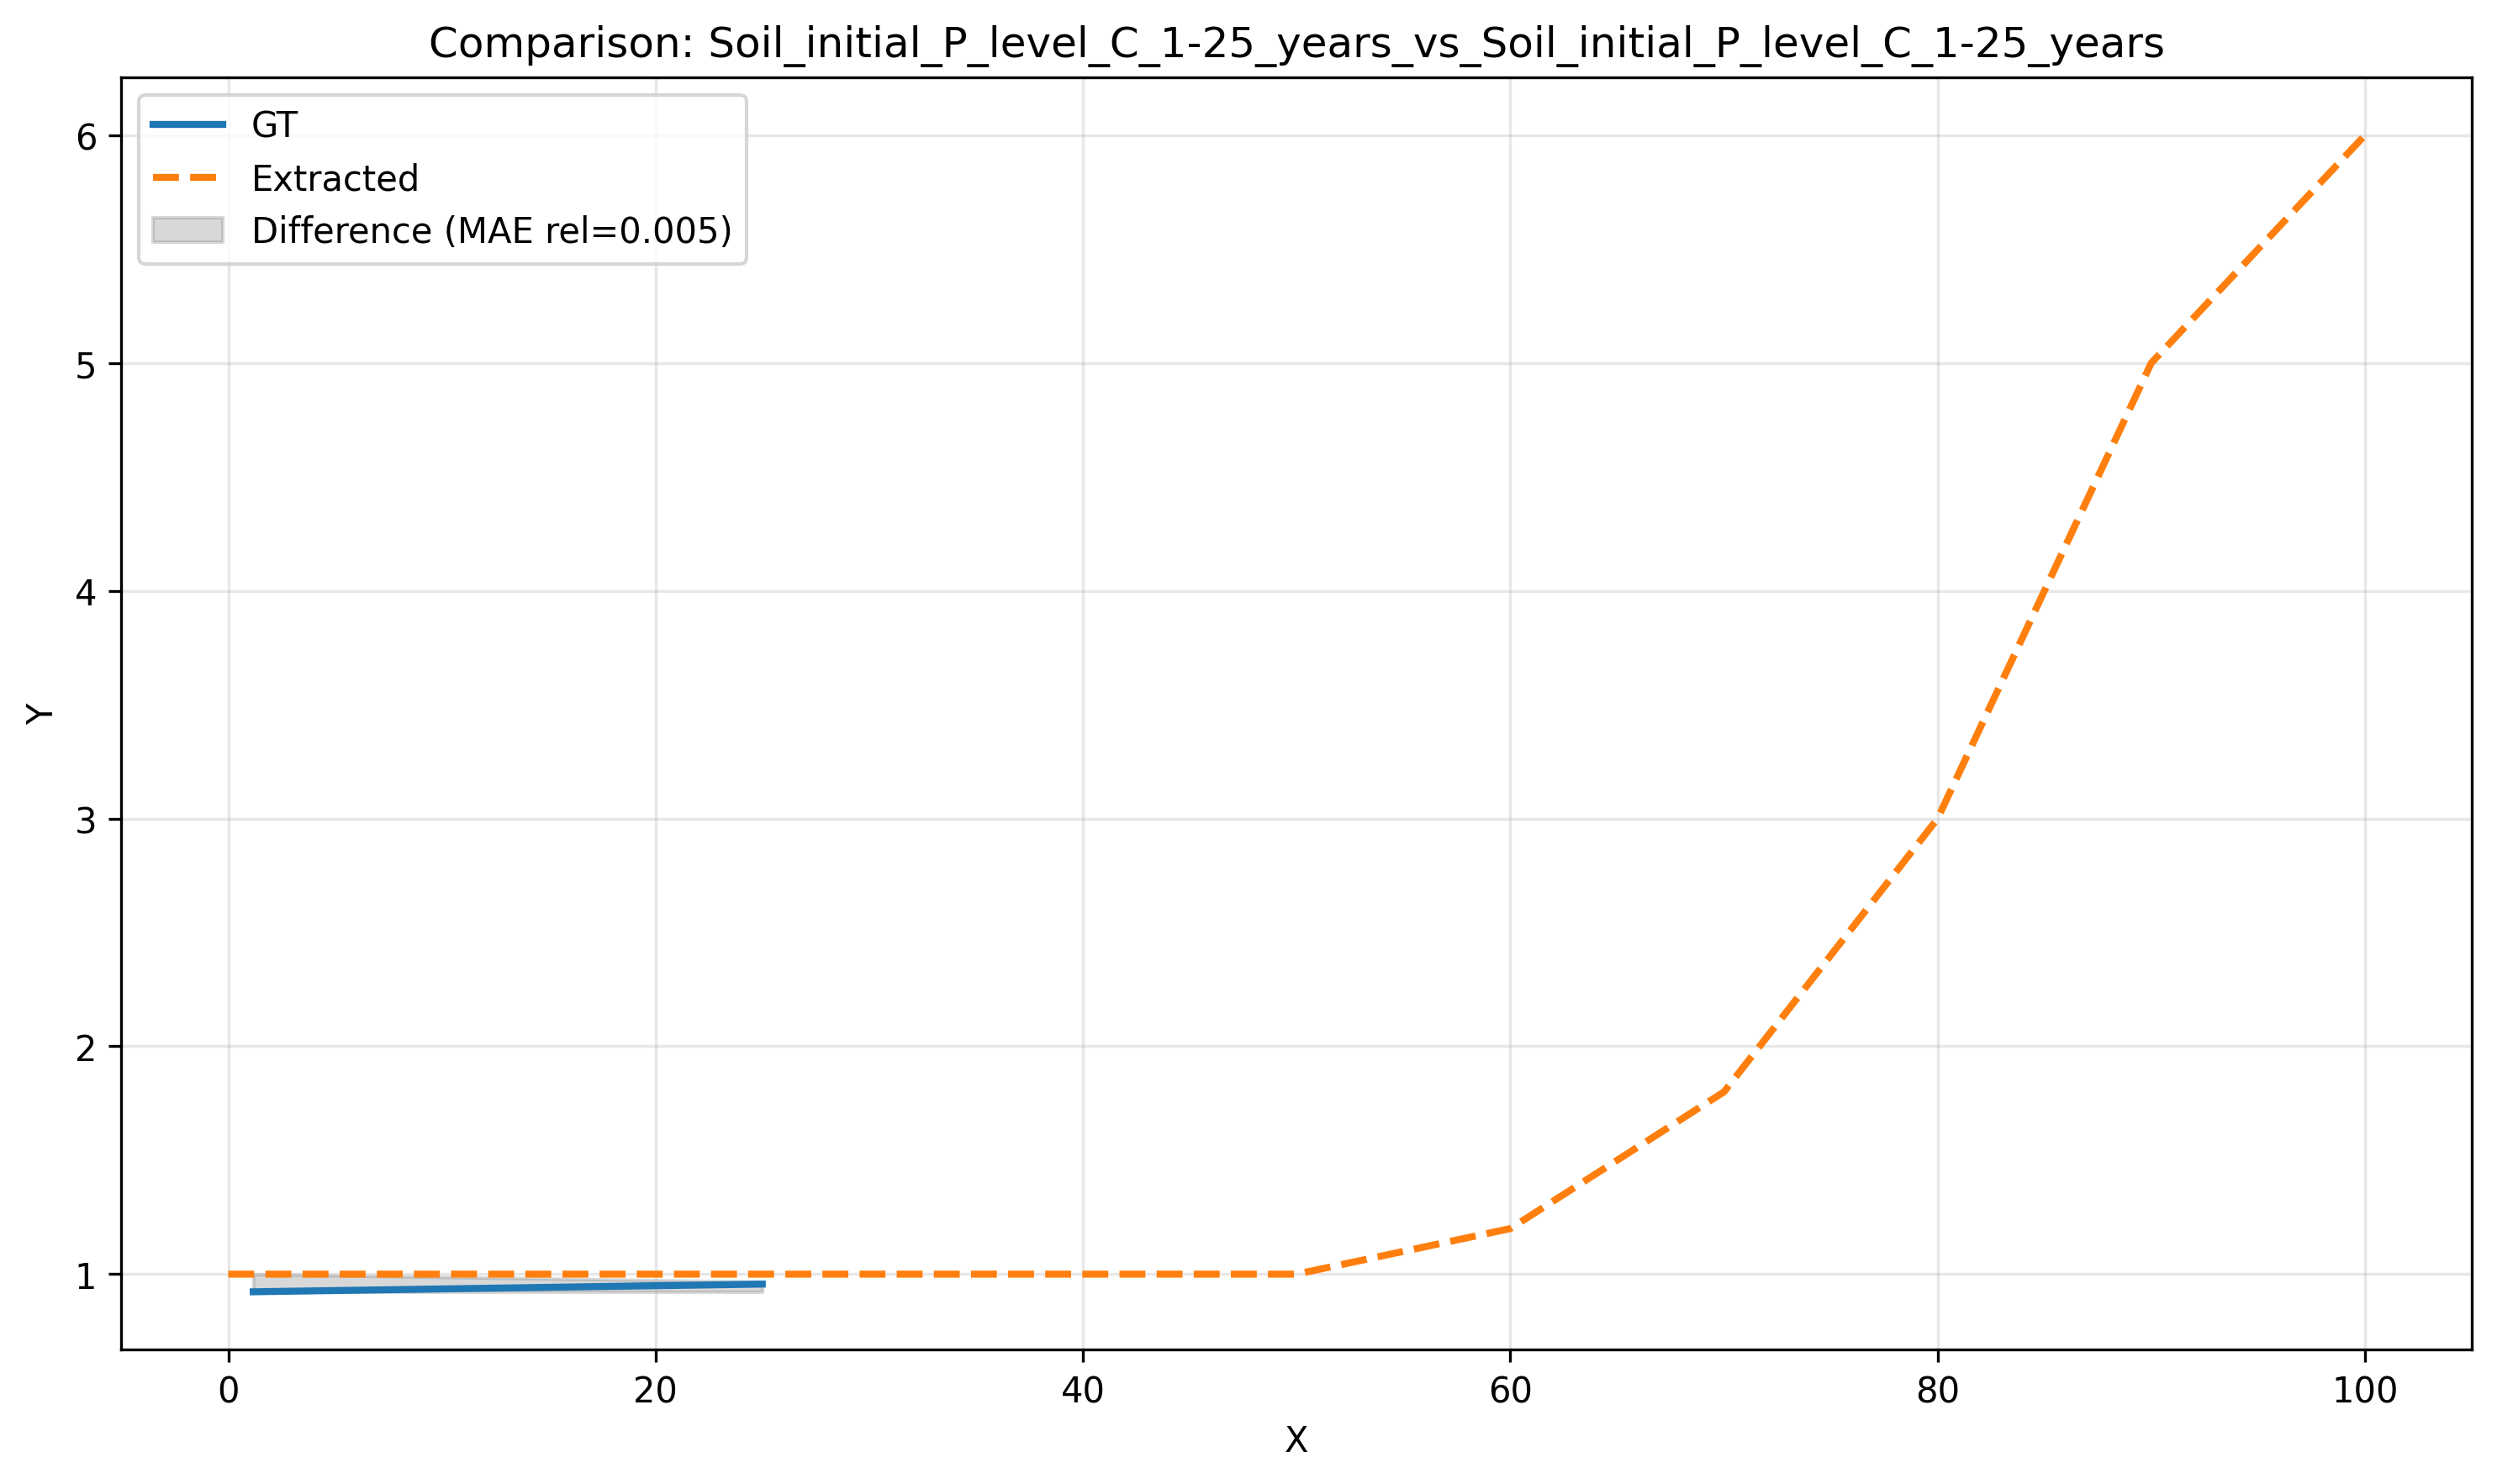 Comparison: Soil_initial_P_level_C_1-25_years_vs_Soil_initial_P_level_C_1-25_years
GT
Extracted
Difference (MAE rel=0.005)
6
5
4
3
2
1
Y
0 20 40 60 80 100
X